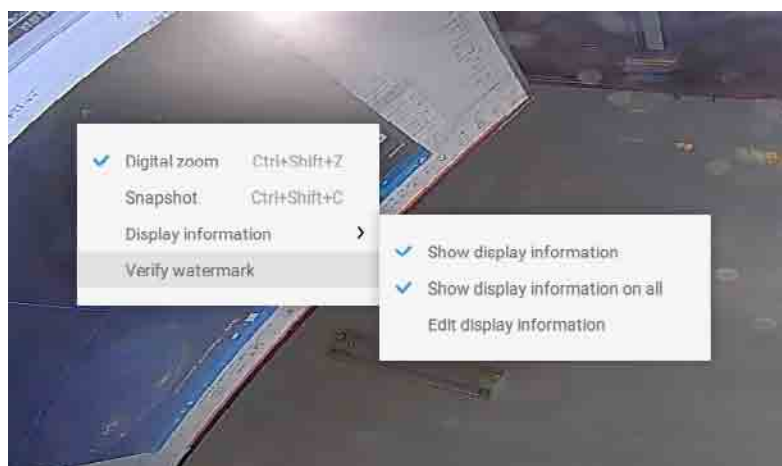 Digital zoom Ctrl+Shift+Z
Snapshot Ctrl+Shift+C
Display information
Verify watermark
Show display information
Show display information on all
Edit display information